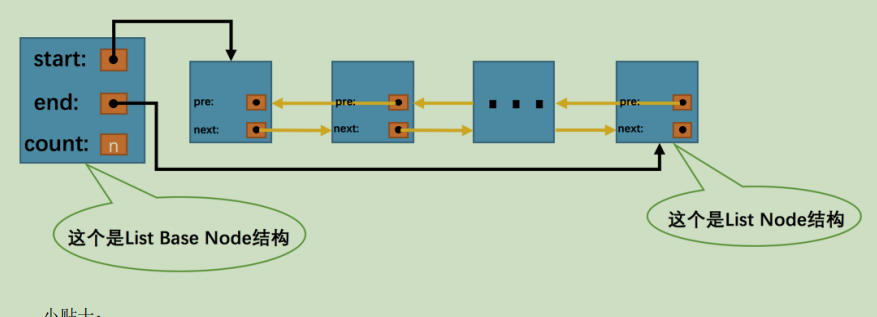 start:
end:
count: n
pre:
next:
pre:
next:
pre:
next:
这个是List Base Node结构
这个是List Node结构
小贴士：